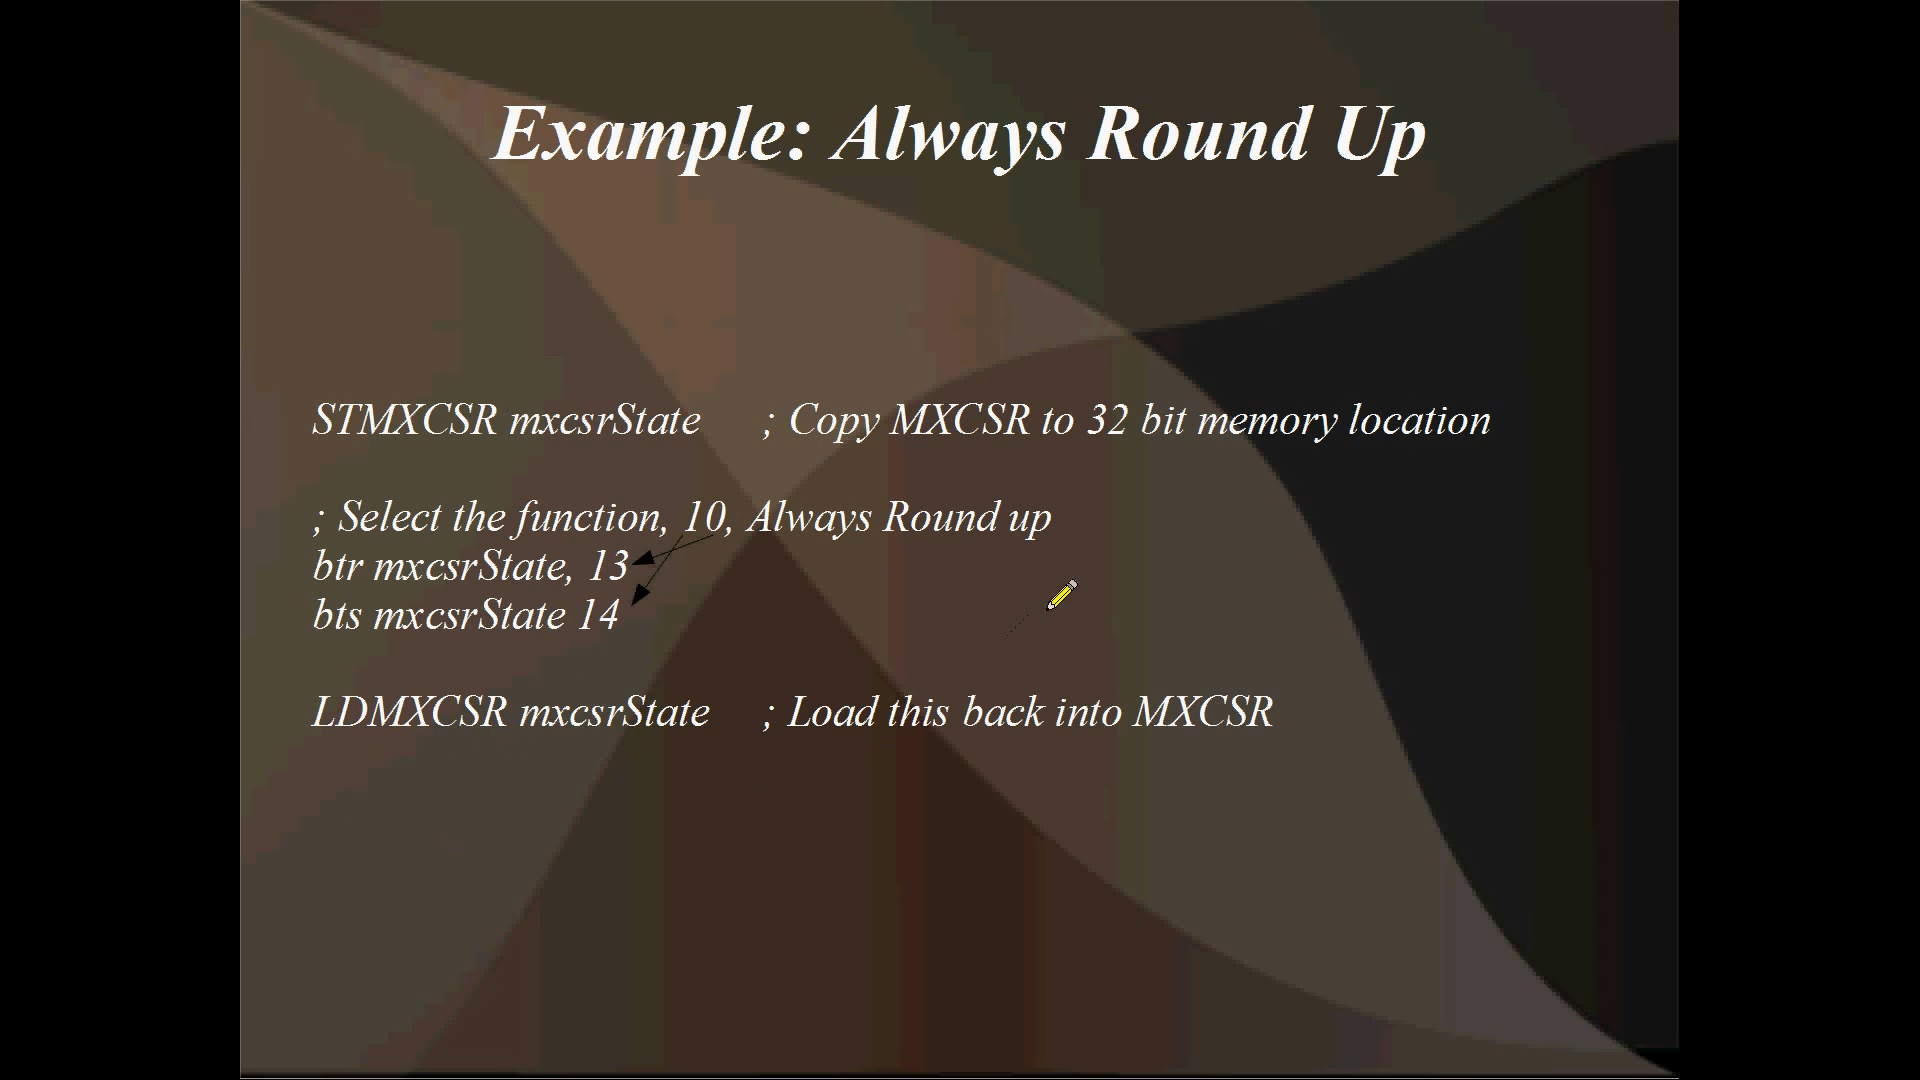 Example: Always Round Up
STMXCSR mxcsrState ; Copy MXCSR to 32 bit memory location
; Select the function, 10, Always Round up
btr mxcsrState, 13
bts mxcsrState 14
LDMXCSR mxcsrState ; Load this back into MXCSR